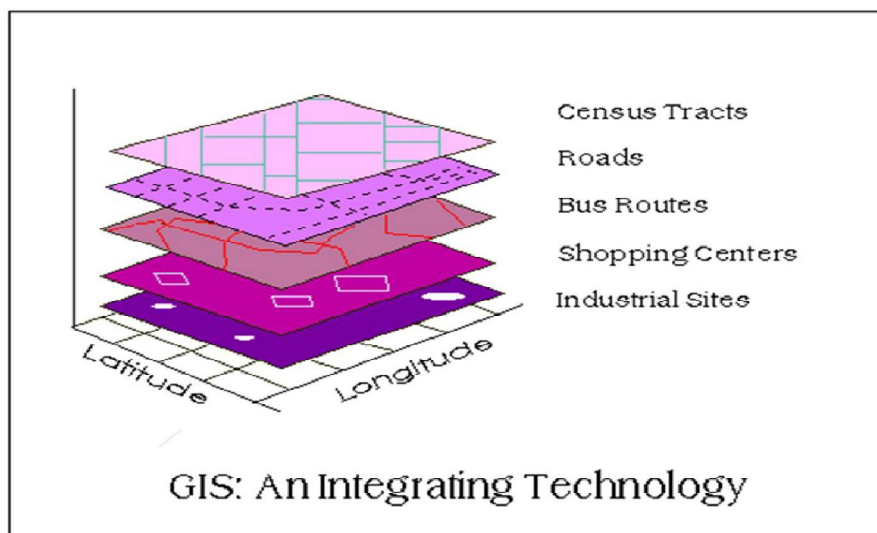 Census Tracts
Roads
Bus Routes
Shopping Centers
Industrial Sites
Latitude
Longitude
GIS: An Integrating Technology